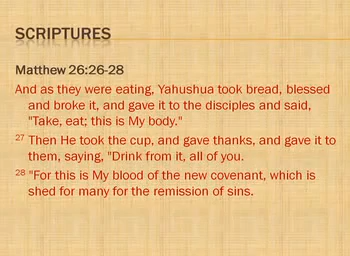 SCRIPTURES
Matthew 26:26-28
And as they were eating, Yahushua took bread, blessed
and broke it, and gave it to the disciples and said,
"Take, eat; this is My body."
27 Then He took the cup, and gave thanks, and gave it to
them, saying, "Drink from it, all of you.
28 "For this is My blood of the new covenant, which is
shed for many for the remission of sins.